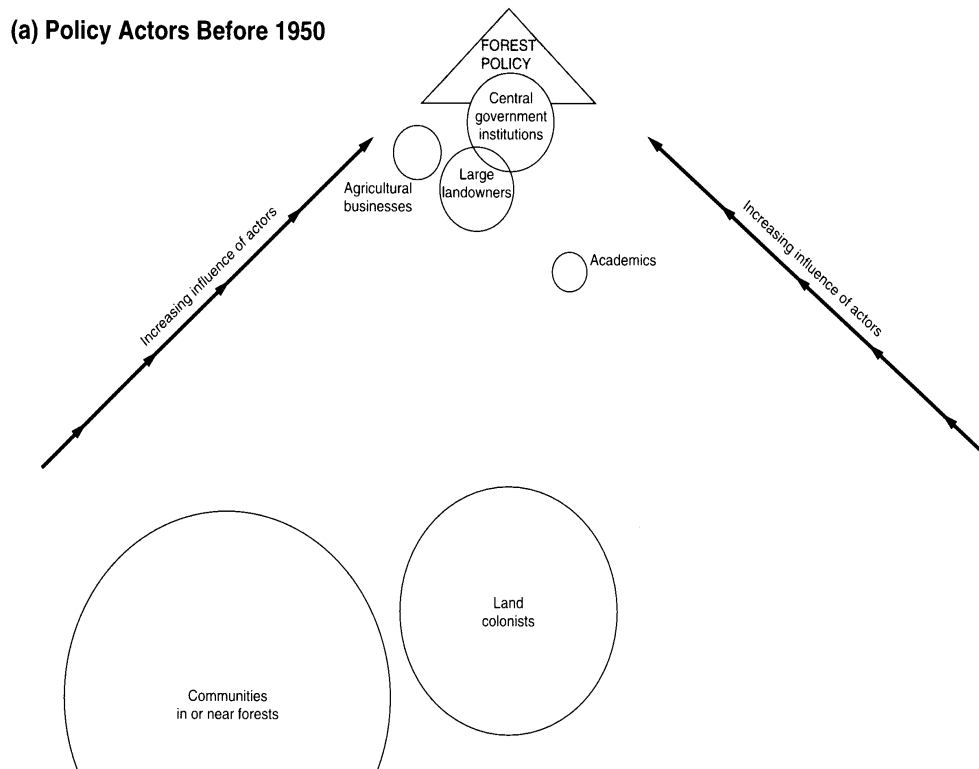 (a) Policy Actors Before 1950
FOREST
POLICY
Central
government
institutions
Large
landowners
Agricultural
businesses
Academics
Increasing influence of actors
Increasing influence of actors
Land
colonists
Communities
in or near forests